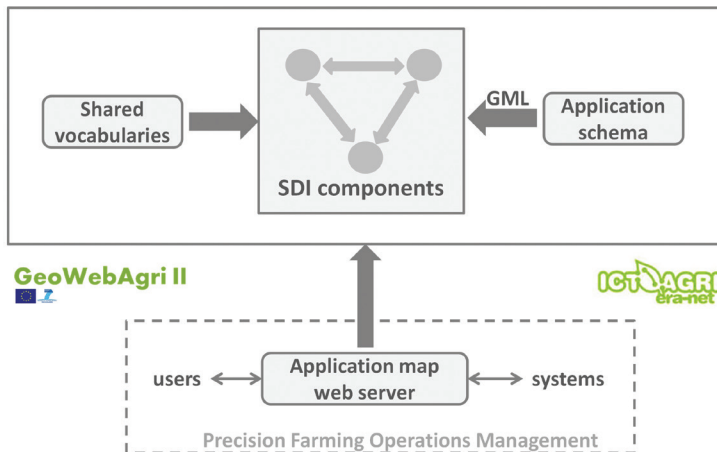 Shared
vocabularies
SDI components
GML
Application
schema
GeoWebAgri II
ICT AGRI
era-net
users
Application map
web server
systems
Precision Farming Operations Management